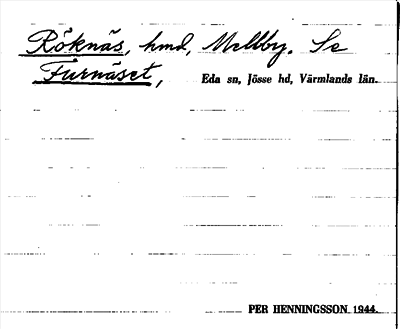 Röknäs, hmd, Mellby. Se
Furnäset,
Eda sn, Jösse hd, Värmlands län.
PER HENNINGSSON 1944.